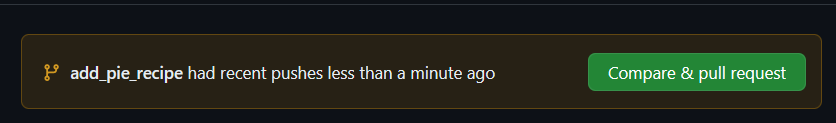 add_pie_recipe had recent pushes less than a minute ago Compare & pull request